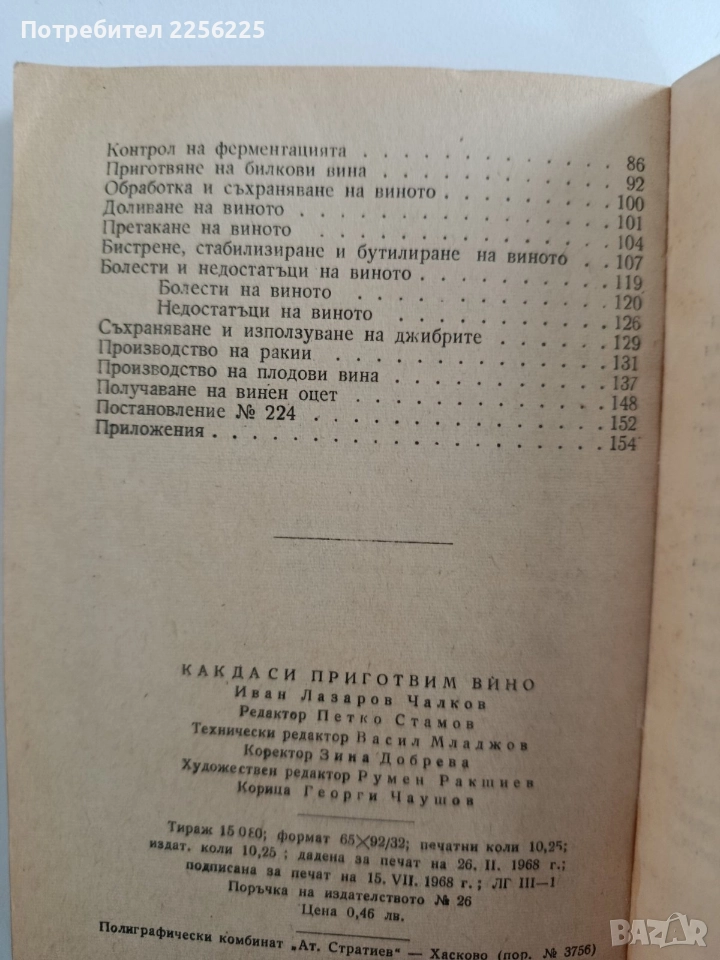 Потребител 2256225
Контрол на ферментацията . . . . . . . . . . . 86
Приготвяне на билкови вина . . . . . . . . . . 92
Обработка и съхраняване на виното . . . . . . . 100
Доливане на виното . . . . . . . . . . . . . 101
Претакане на виното . . . . . . . . . . . . 104
Бистрене, стабилизиране и бутилиране на виното . . 107
Болести и недостатъци на виното . . . . . . . . 119
Болести на виното . . . . . . . . . . . 120
Недостатъци на виното . . . . . . . . . 126
Съхраняване и използуване на джибрите . . . . . 129
Производство на ракии . . . . . . . . . . . 131
Производство на плодови вина . . . . . . . . . 137
Получаване на винен оцет . . . . . . . . . . 148
Постановление № 224 . . . . . . . . . . . . 152
Приложения . . . . . . . . . . . . . . . . 154
КАКДАСИ ПРИГОТВИМ ВИНО
Иван Лазаров Чалков
Редактор Петко Стамов
Технически редактор Васил Младжов
Коректор Зина Добрева
Художествен редактор Румен Ракшиев
Корица Георги Чаушов
Тираж 15 080; формат 65×92/32; печатни коли 10,25;
издат. коли 10,25 ; дадена за печат на 26. II. 1968 г.;
подписана за печат на 15. VII. 1968 г.; ЛГ III—1
Поръчка на издателството № 26
Цена 0,46 лв.
Полиграфически комбинат „Ат. Стратиев“ — Хасково (пор. № 3756)
BAZAR